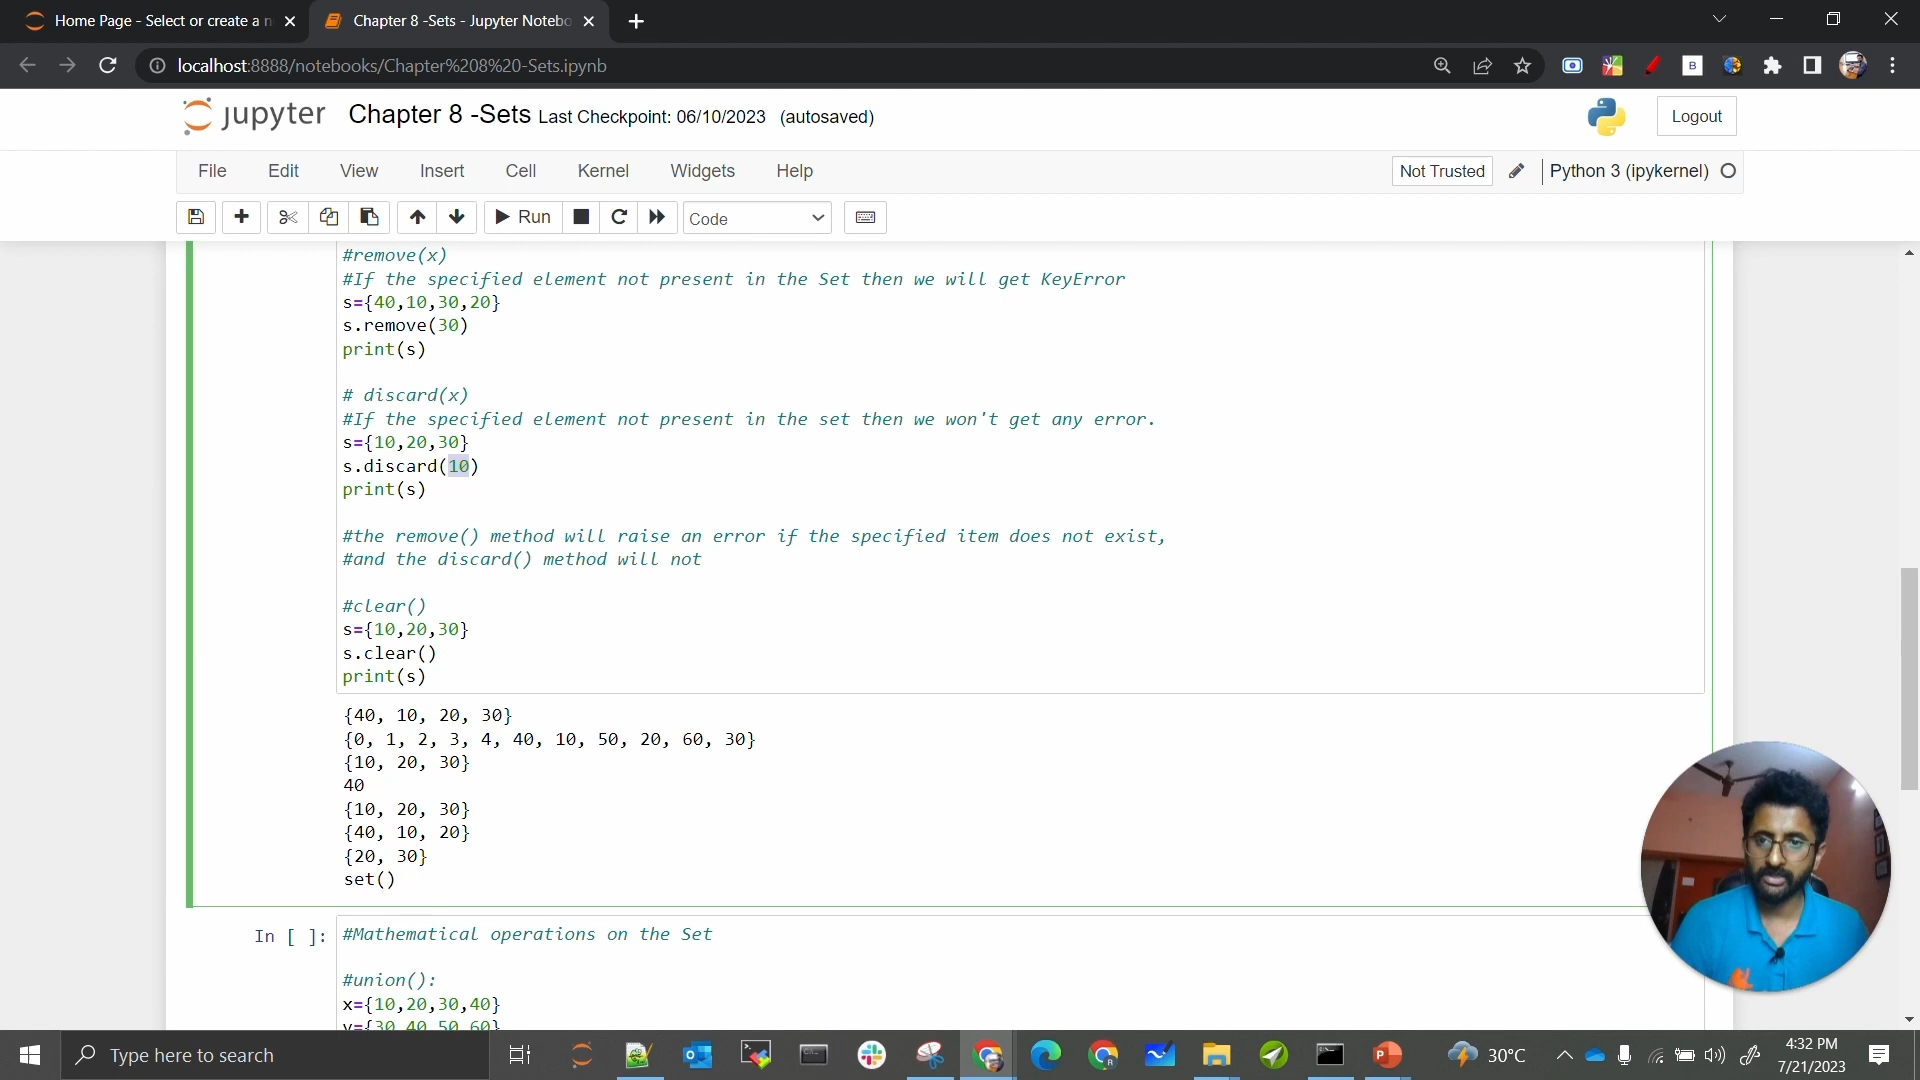 Home Page - Select or create a n
Chapter 8 -Sets - Jupyter Notebo
localhost:8888/notebooks/Chapter%208%20-Sets.ipynb
B
jupyter
Chapter 8 -Sets Last Checkpoint: 06/10/2023 (autosaved)
Logout
File Edit View Insert Cell Kernel Widgets Help
Not Trusted
Python 3 (ipykernel)
Run
Code
#remove(x)
#If the specified element not present in the Set then we will get KeyError
s={40,10,30,20}
s.remove(30)
print(s)
# discard(x)
#If the specified element not present in the set then we won't get any error.
s={10,20,30}
s.discard(10)
print(s)
#the remove() method will raise an error if the specified item does not exist,
#and the discard() method will not
#clear()
s={10,20,30}
s.clear()
print(s)
{40, 10, 20, 30}
{0, 1, 2, 3, 4, 40, 10, 50, 20, 60, 30}
{10, 20, 30}
40
{10, 20, 30}
{40, 10, 20}
{20, 30}
set()
In [ ]:
#Mathematical operations on the Set
#union():
x={10,20,30,40}
y={30,40,50,60}
Type here to search
30°C
4:32 PM
7/21/2023